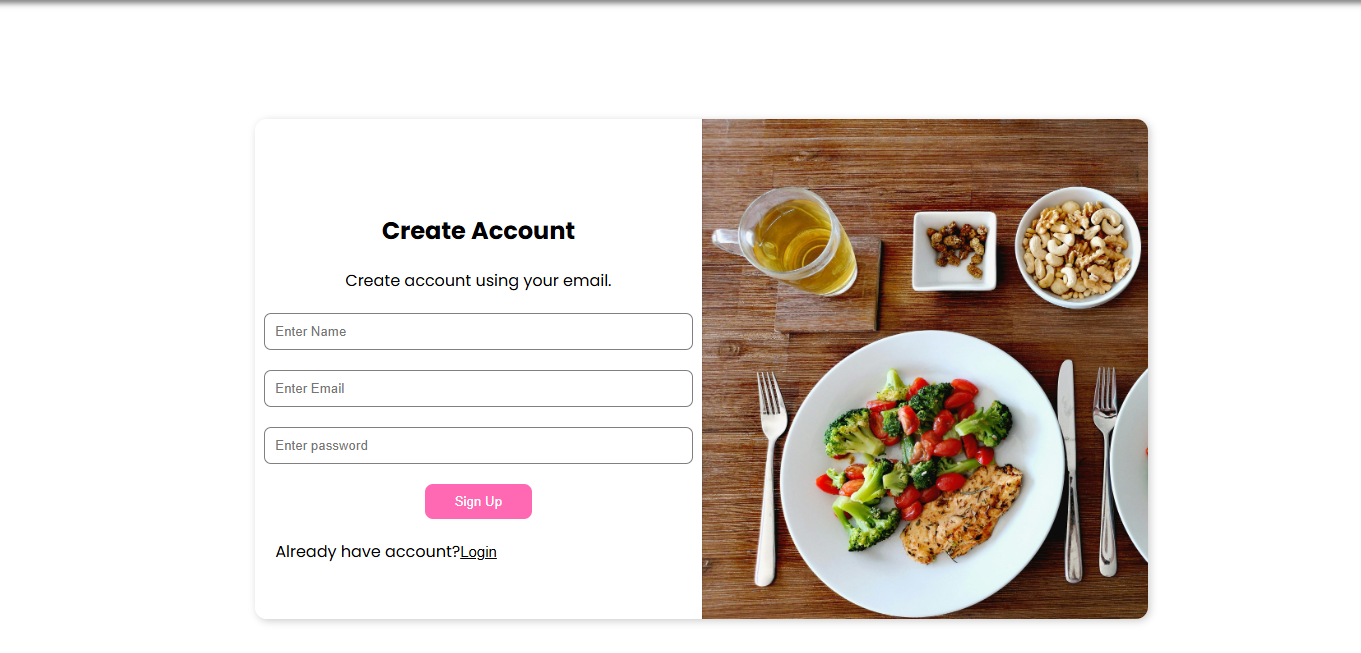 Create Account
Create account using your email.
Enter Name
Enter Email
Enter password
Sign Up
Already have account?Login